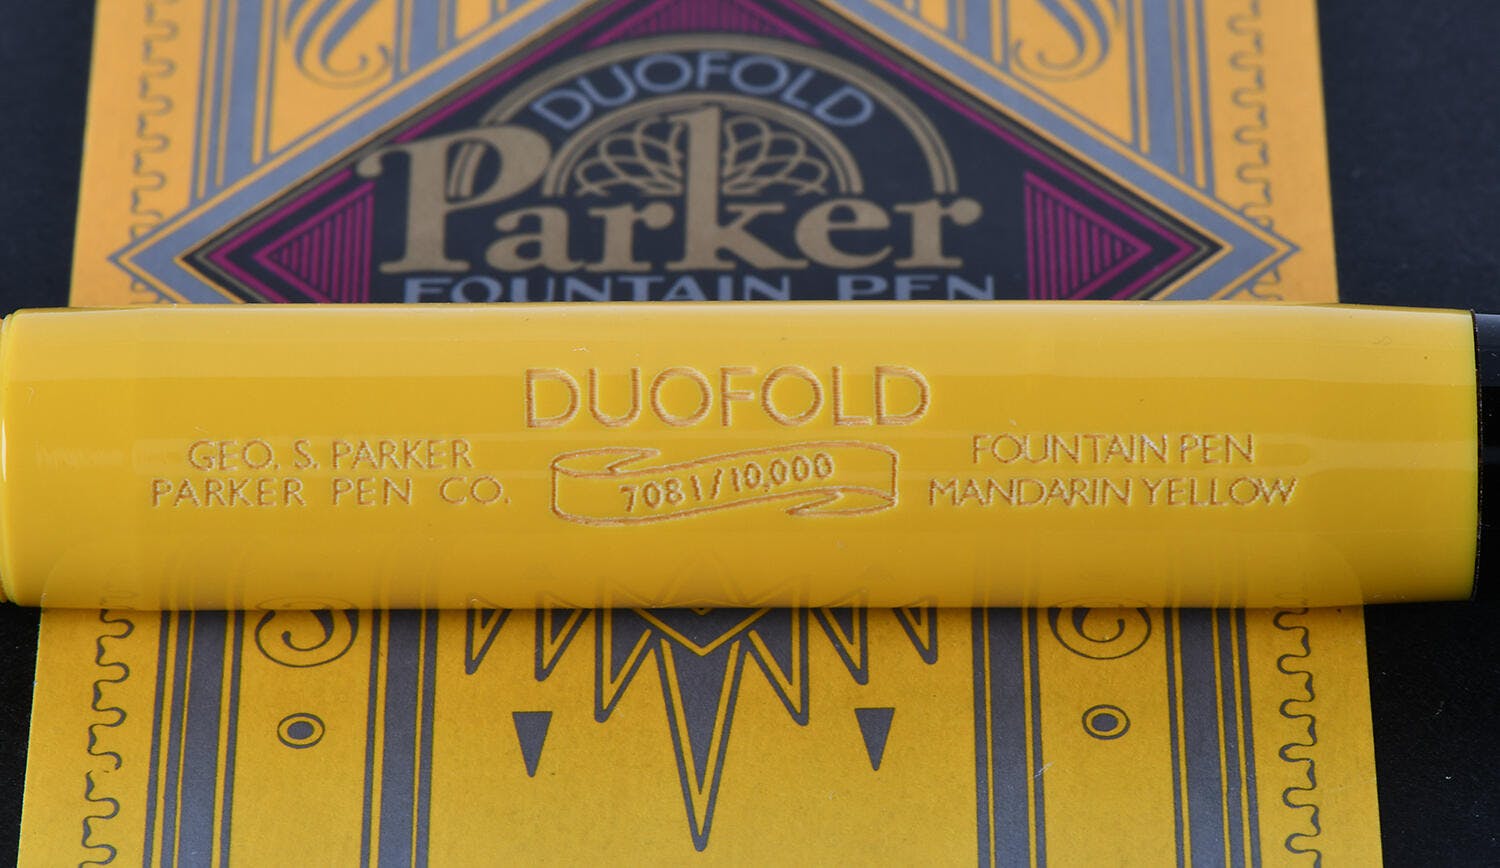 DUOFOLD
Parker
FOUNTAIN PEN
DUOFOLD
GEO. S. PARKER
PARKER PEN CO.
7081/10,000
FOUNTAIN PEN
MANDARIN YELLOW